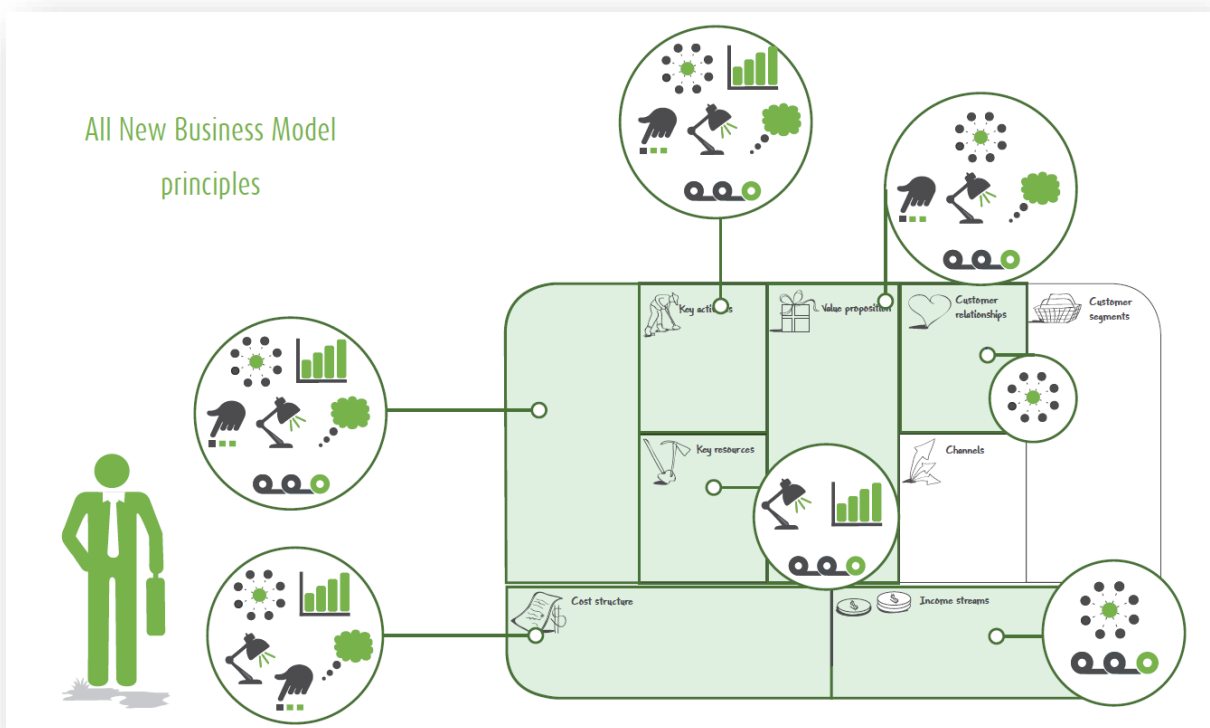 All New Business Model
principles
Key activities
Value proposition
Customer
relationships
Customer
segments
Key resources
Channels
Cost structure
Income streams